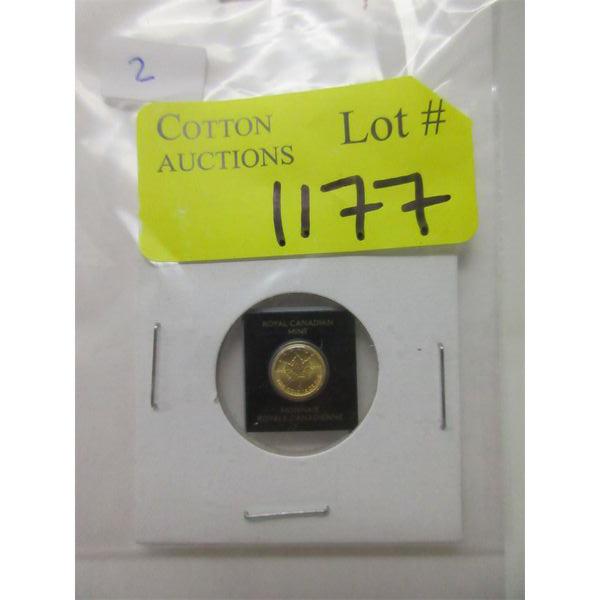 2
COTTON AUCTIONS
Lot #
1177
ROYAL CANADIAN
MINT
MONNAIE
ROYALE CANADIENNE